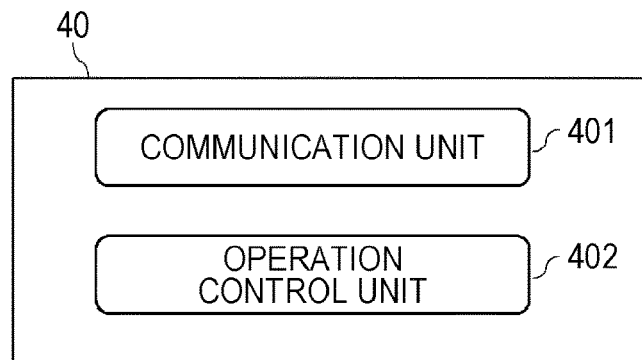 40
COMMUNICATION UNIT
401
OPERATION
CONTROL UNIT
402